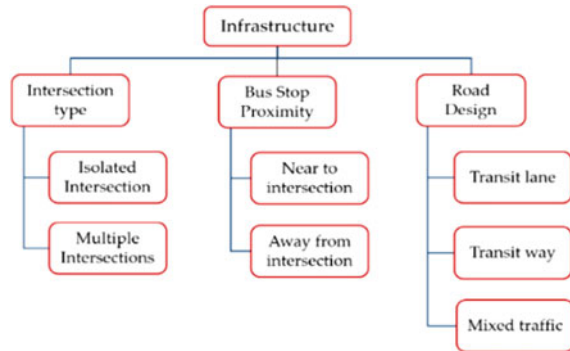 Infrastructure
Intersection
type
Bus Stop
Proximity
Road
Design
Isolated
Intersection
Near to
intersection
Transit lane
Multiple
Intersections
Away from
intersection
Transit way
Mixed traffic